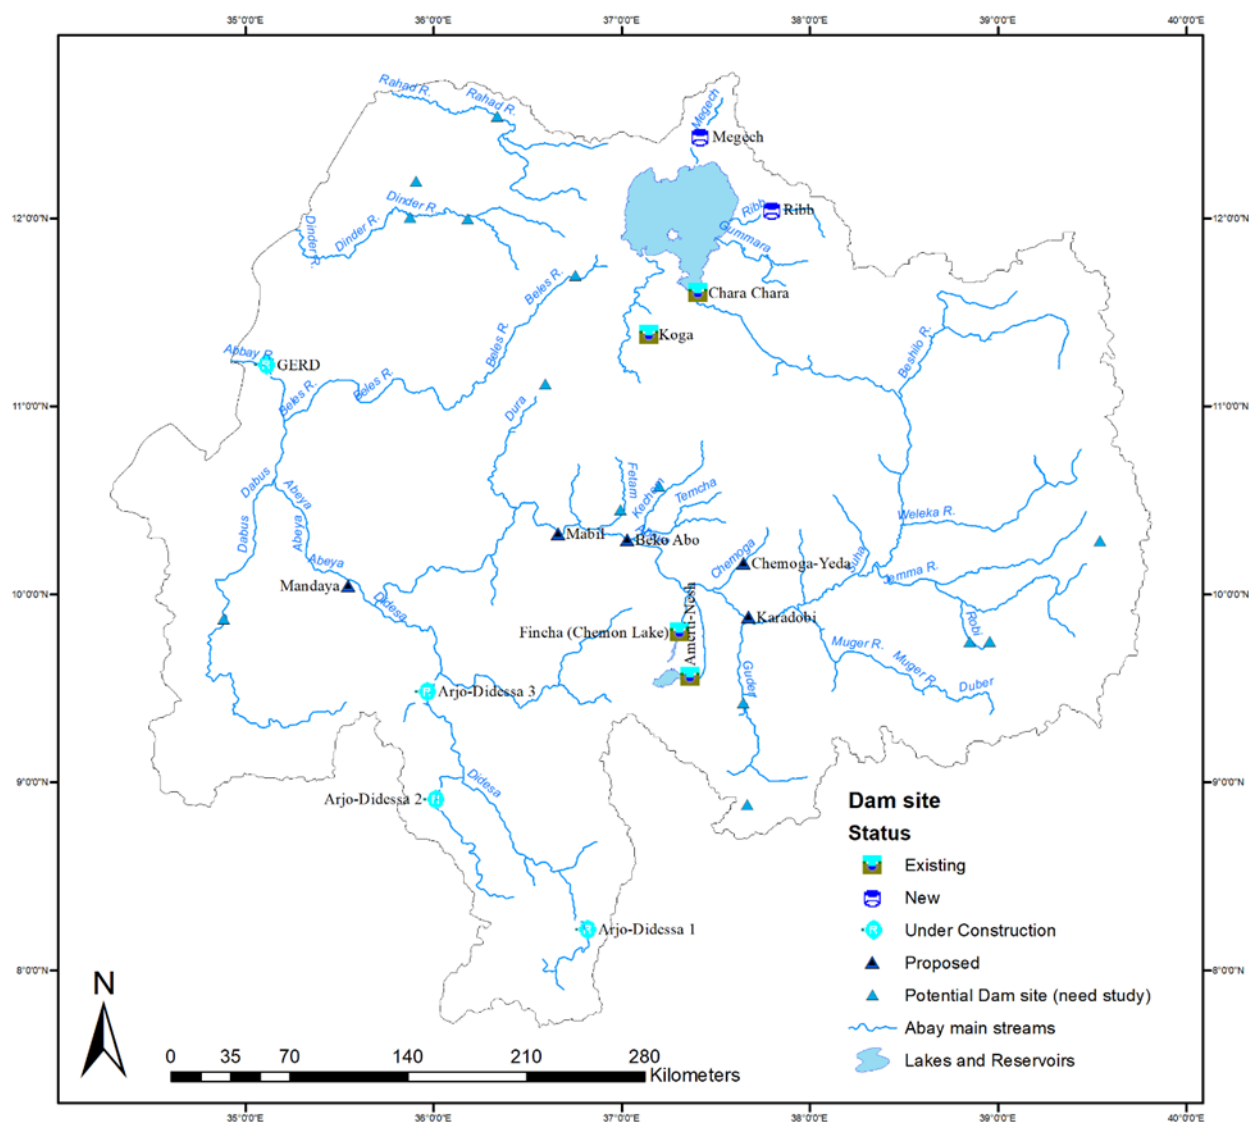 35°0'0"E 36°0'0"E 37°0'0"E 38°0'0"E 39°0'0"E 40°0'0"E
Rahad R.
Rahad R.
Megech
Megech
12°0'0"N
12°0'0"N
Dinder R.
Dinder R.
Dinder R.
Ribb
Ribb
Gummara
Beles R.
Chara Chara
Koga
Beles R.
Beshilo R.
Abbay R.
GERD
Beles R.
Beles R.
11°0'0"N
11°0'0"N
Dura
Dabus
Abeya
Fetam
Kecham
Temcha
Weleka R.
Dabus
Abeya
Mabil
Beko Abo
Abeya
Chemoga
Chemoga-Yeda
Suha
Jemma R.
Mandaya
10°0'0"N
10°0'0"N
Didesa
Amerti-Nesh
Karadobi
Robi
Fincha (Chemon Lake)
Muger R.
Muger R.
Duber
Guder
Arjo-Didessa 3
9°0'0"N
9°0'0"N
Didesa
Arjo-Didessa 2
Arjo-Didessa 1
8°0'0"N
8°0'0"N
Dam site
Status
Existing
New
Under Construction
Proposed
Potential Dam site (need study)
Abay main streams
Lakes and Reservoirs
N
0 35 70 140 210 280
Kilometers
35°0'0"E 36°0'0"E 37°0'0"E 38°0'0"E 39°0'0"E 40°0'0"E